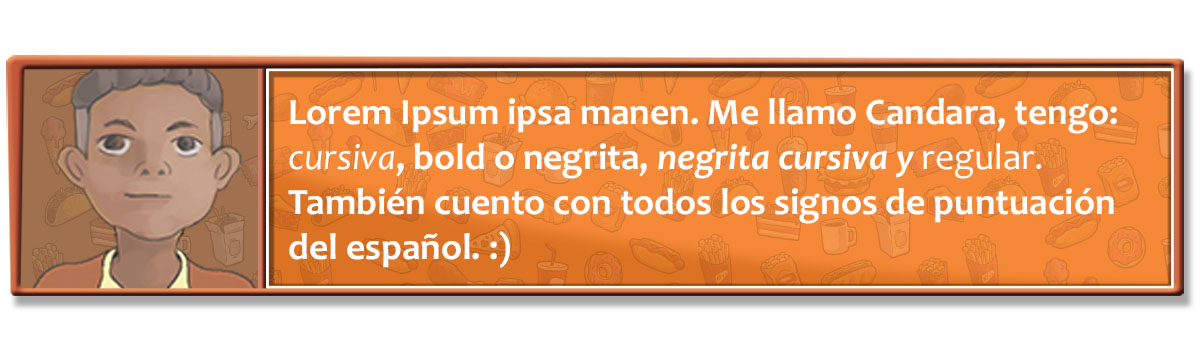 Lorem Ipsum ipsa manen. Me llamo Candara, tengo:
cursiva, bold o negrita, negrita cursiva y regular.
También cuento con todos los signos de puntuación
del español. :)